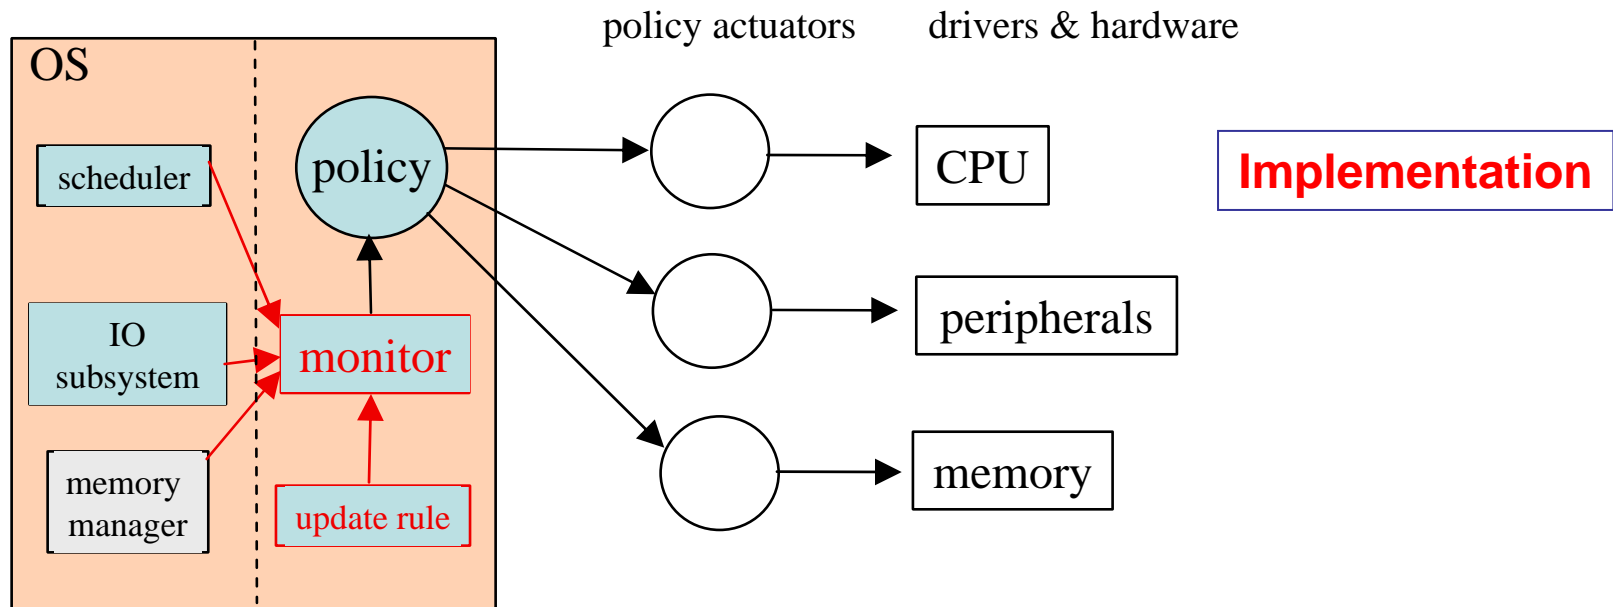 policy actuators
drivers & hardware
OS
scheduler
policy
CPU
Implementation
IO
subsystem
monitor
peripherals
memory
manager
update rule
memory